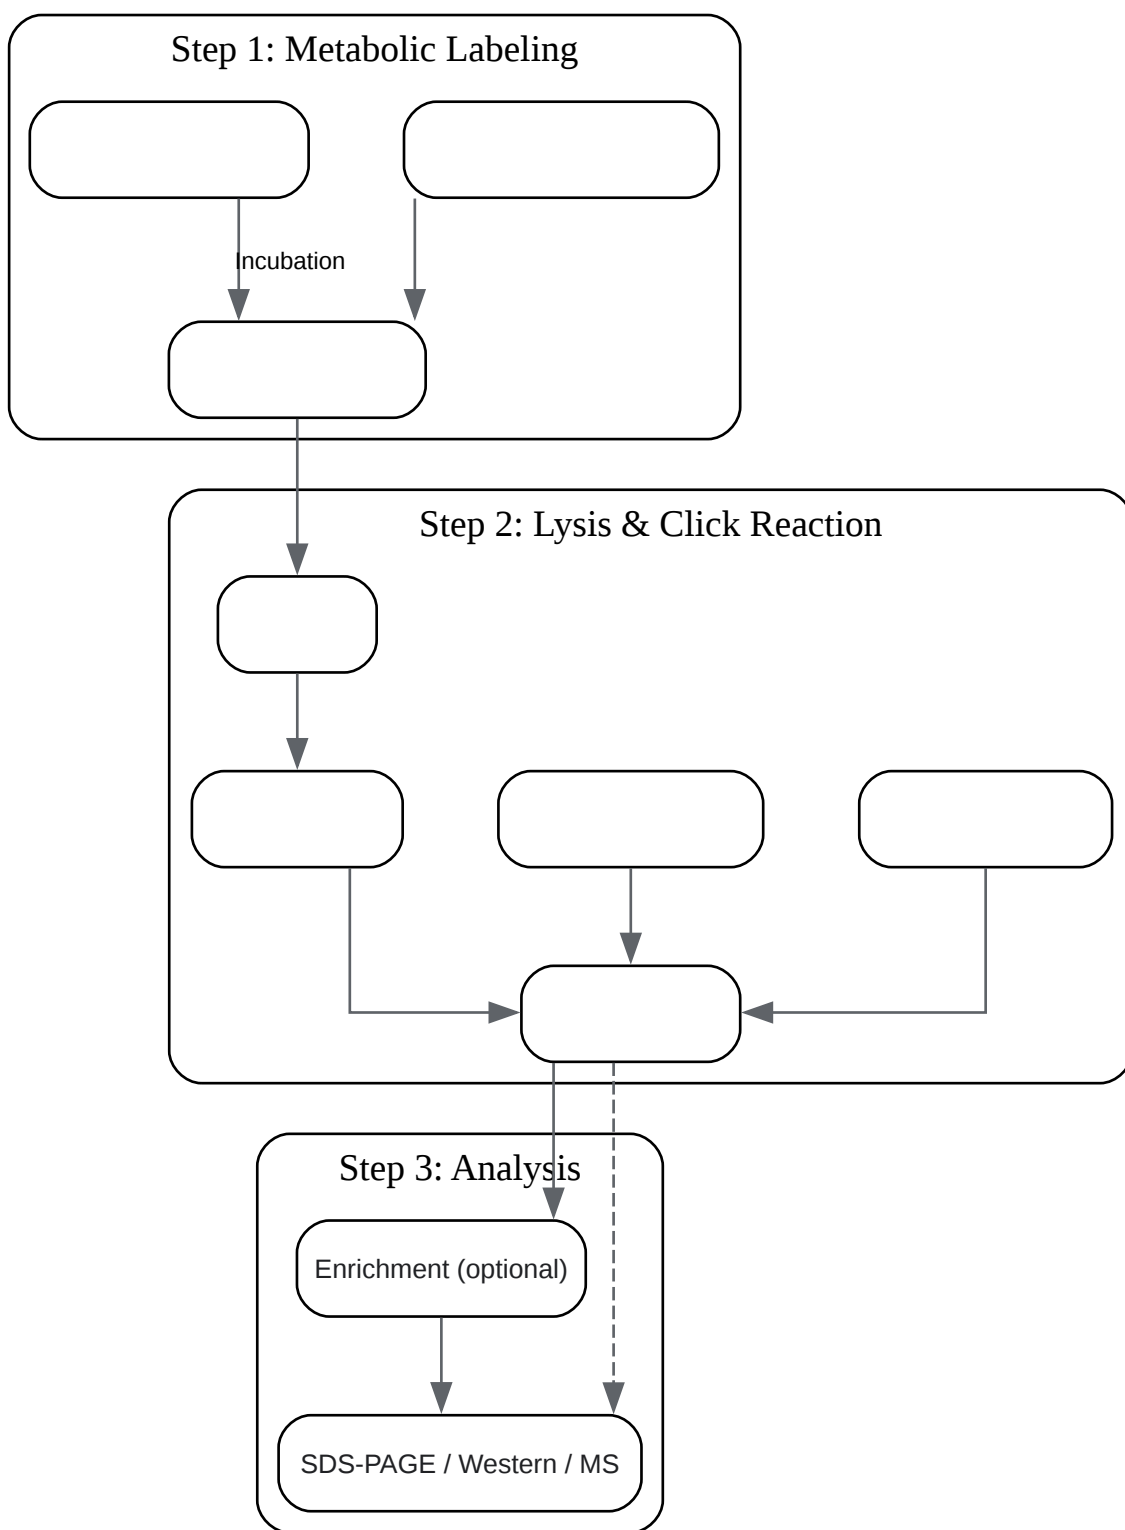 Step 1: Metabolic Labeling
Incubation
Step 2: Lysis & Click Reaction
Step 3: Analysis
Enrichment (optional)
SDS-PAGE / Western / MS